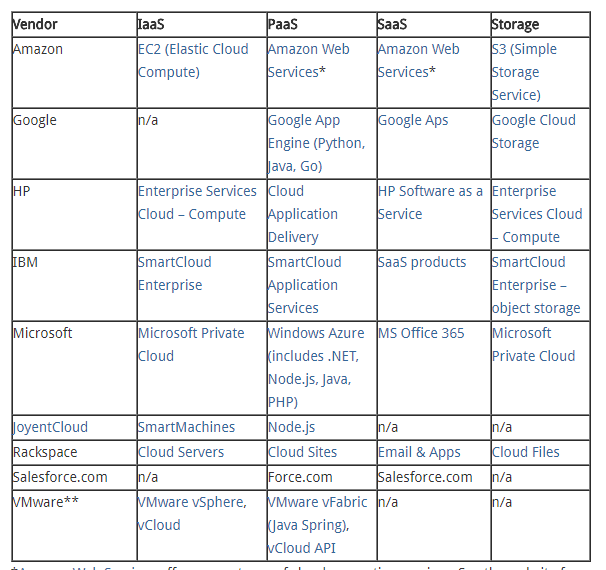 Vendor IaaS PaaS SaaS Storage
Amazon EC2 (Elastic Cloud Amazon Web Amazon Web S3 (Simple
Compute) Services* Services* Storage
Service)
Google n/a Google App Google Aps Google Cloud
Engine (Python, Storage
Java, Go)
HP Enterprise Services Cloud HP Software as a Enterprise
Cloud – Compute Application Service Services Cloud
Delivery – Compute
IBM SmartCloud SmartCloud SaaS products SmartCloud
Enterprise Application Enterprise –
Services object storage
Microsoft Microsoft Private Windows Azure MS Office 365 Microsoft
Cloud (includes .NET, Private Cloud
Node.js, Java,
PHP)
JoyentCloud SmartMachines Node.js n/a n/a
Rackspace Cloud Servers Cloud Sites Email & Apps Cloud Files
Salesforce.com n/a Force.com Salesforce.com n/a
VMware** VMware vSphere, VMware vFabric n/a n/a
vCloud (Java Spring),
vCloud API